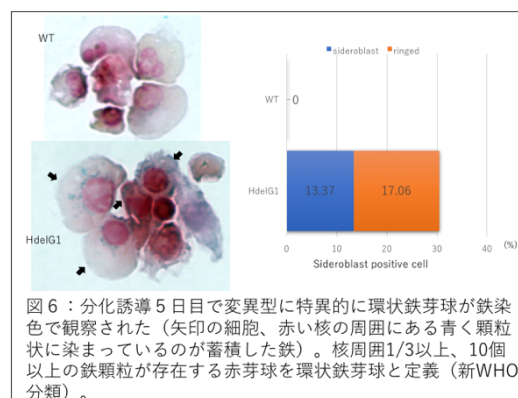 WT
HdelG1
sideroblast ringed
WT 0
HdelG1 13.37 17.06
0 10 20 30 40 (%)
Sideroblast positive cell
図6：分化誘導5日目で変異型に特異的に環状鉄芽球が鉄染
色で観察された（矢印の細胞、赤い核の周囲にある青く顆粒
状に染まっているのが蓄積した鉄）。核周囲1/3以上、10個
以上の鉄顆粒が存在する赤芽球を環状鉄芽球と定義（新WHO
分類）。